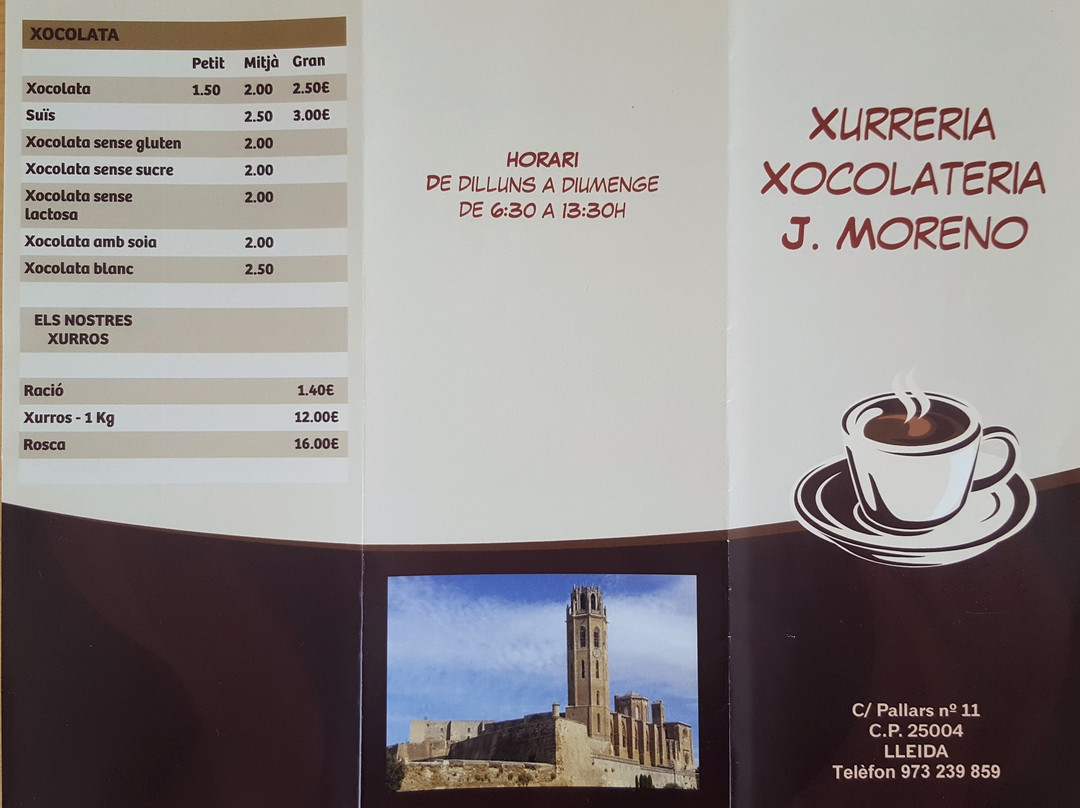 XOCOLATA
Petit Mitjà Gran
Xocolata 1.50 2.00 2.50€
Suïs 2.50 3.00€
Xocolata sense gluten 2.00
Xocolata sense sucre 2.00
Xocolata sense 2.00
lactosa
Xocolata amb soia 2.00
Xocolata blanc 2.50
ELS NOSTRES
XURROS
Ració 1.40€
Xurros - 1 Kg 12.00€
Rosca 16.00€
HORARI
DE DILLUNS A DIUMENGE
DE 6:30 A 13:30H
XURRERIA
XOCOLATERIA
J. MORENO
C/ Pallars nº 11
C.P. 25004
LLEIDA
Telèfon 973 239 859